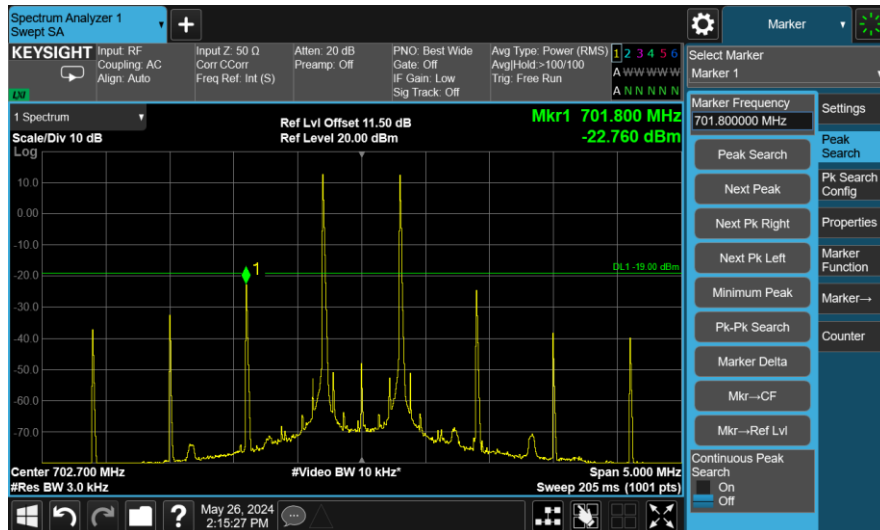 Spectrum Analyzer 1
Swept SA
+
Marker
KEYSIGHT
Input: RF
Coupling: AC
Align: Auto
Input Z: 50 Ω
Corr CCorr
Freq Ref: Int (S)
Atten: 20 dB
Preamp: Off
PNO: Best Wide
Gate: Off
IF Gain: Low
Sig Track: Off
Avg Type: Power (RMS)
Avg|Hold:>100/100
Trig: Free Run
1 2 3 4 5 6
A W W W W W
A N N N N N
LXI
Select Marker
Marker 1
1 Spectrum
Scale/Div 10 dB
Log
Ref Lvl Offset 11.50 dB
Ref Level 20.00 dBm
Mkr1 701.800 MHz
-22.760 dBm
10.0
0.00
-10.0
-20.0
-30.0
-40.0
-50.0
-60.0
-70.0
1
DL1 -19.00 dBm
Center 702.700 MHz
#Res BW 3.0 kHz
#Video BW 10 kHz*
Span 5.000 MHz
Sweep 205 ms (1001 pts)
Marker Frequency
701.800000 MHz
Peak Search
Next Peak
Next Pk Right
Next Pk Left
Minimum Peak
Pk-Pk Search
Marker Delta
Mkr→CF
Mkr→Ref Lvl
Continuous Peak
Search
On
Off
Settings
Peak
Search
Pk Search
Config
Properties
Marker
Function
Marker→
Counter
?
May 26, 2024
2:15:27 PM